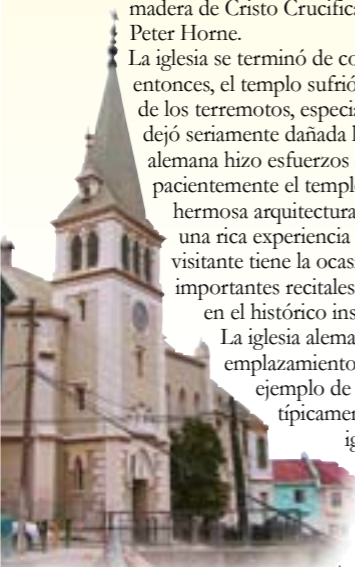 madera de Cristo Crucific
Peter Horne.
La iglesia se terminó de co
entonces, el templo sufrió
de los terremotos, especia
dejó seriamente dañada l
alemana hizo esfuerzos
pacientemente el templ
hermosa arquitectura
una rica experiencia
visitante tiene la ocas
importantes recitales
en el histórico ins
La iglesia alema
emplazamiento
ejemplo de
típicamen
ig